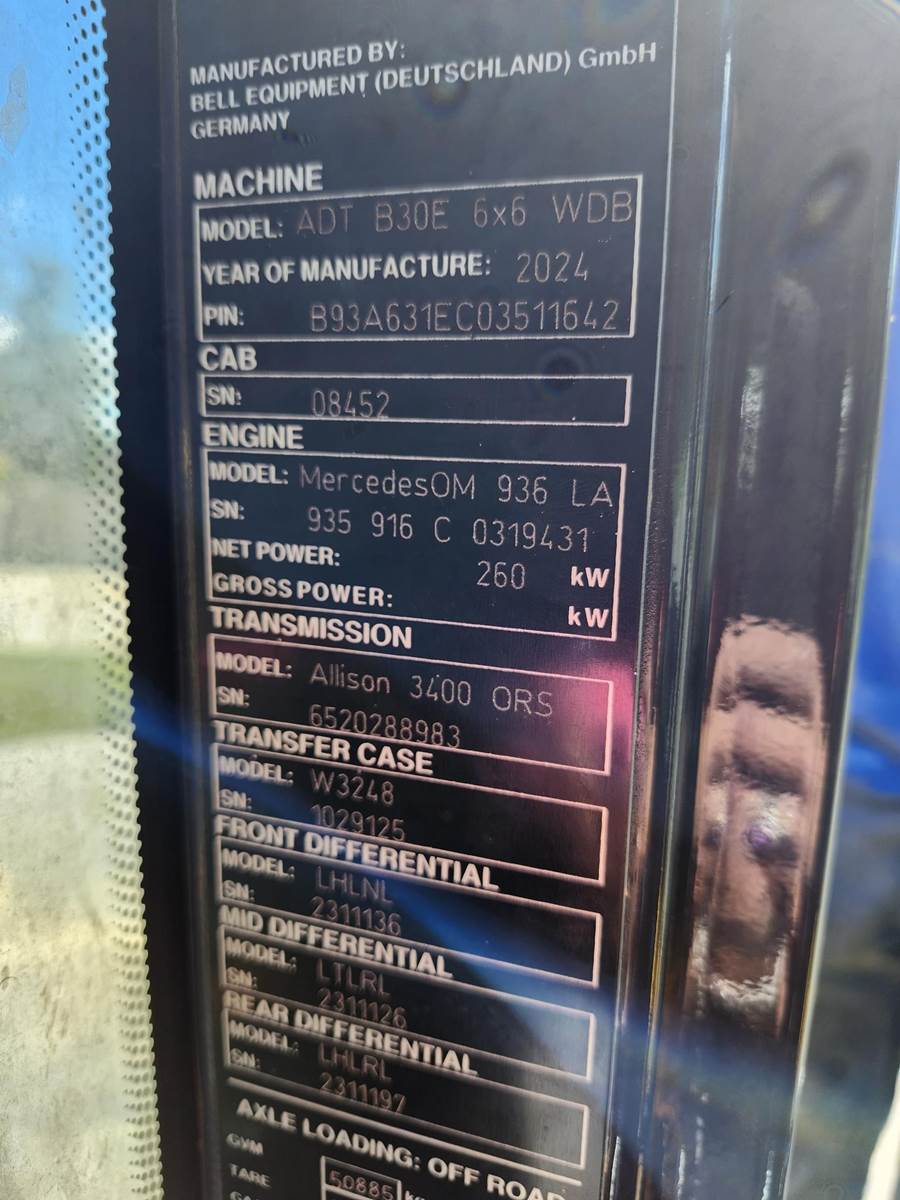 MANUFACTURED BY:
BELL EQUIPMENT (DEUTSCHLAND) GmbH
GERMANY
MACHINE
MODEL: ADT B30E 6x6 WDB
YEAR OF MANUFACTURE: 2024
PIN: B93A631EC03511642
CAB
SN: 08452
ENGINE
MODEL: MercedesOM 936 LA
SN: 935 916 C 0319431
NET POWER: 260 kW
GROSS POWER: kW
TRANSMISSION
MODEL: Allison 3400 ORS
SN: 6520288983
TRANSFER CASE
MODEL: W3248
SN: 1029125
FRONT DIFFERENTIAL
MODEL: LHLNL
SN: 2311136
MID DIFFERENTIAL
MODEL: LTLRL
SN: 2311126
REAR DIFFERENTIAL
MODEL: LHLRL
SN: 2311197
AXLE LOADING: OFF ROAD
GVM 50885
TARE